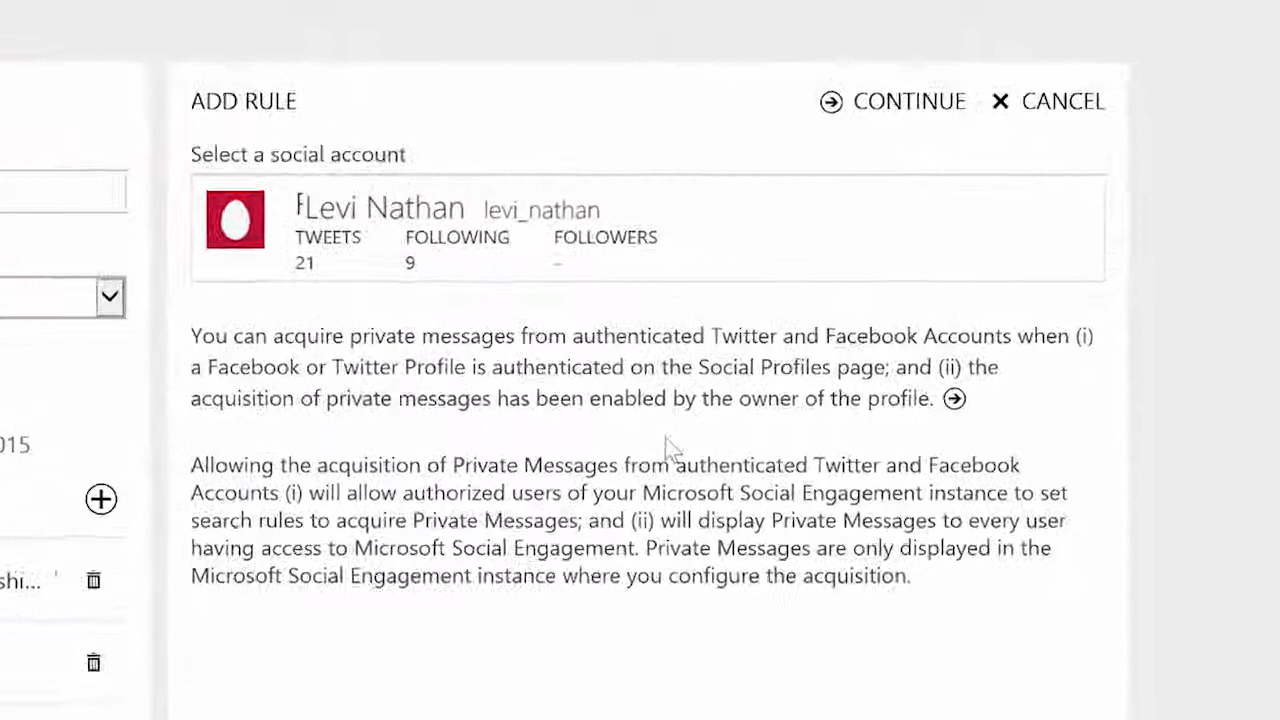 ADD RULE
CONTINUE
CANCEL
Select a social account
Levi Nathan levi_nathan
TWEETS FOLLOWING FOLLOWERS
21 9 –
You can acquire private messages from authenticated Twitter and Facebook Accounts when (i)
a Facebook or Twitter Profile is authenticated on the Social Profiles page; and (ii) the
acquisition of private messages has been enabled by the owner of the profile.
015
Allowing the acquisition of Private Messages from authenticated Twitter and Facebook
Accounts (i) will allow authorized users of your Microsoft Social Engagement instance to set
search rules to acquire Private Messages; and (ii) will display Private Messages to every user
having access to Microsoft Social Engagement. Private Messages are only displayed in the
Microsoft Social Engagement instance where you configure the acquisition.
shi...